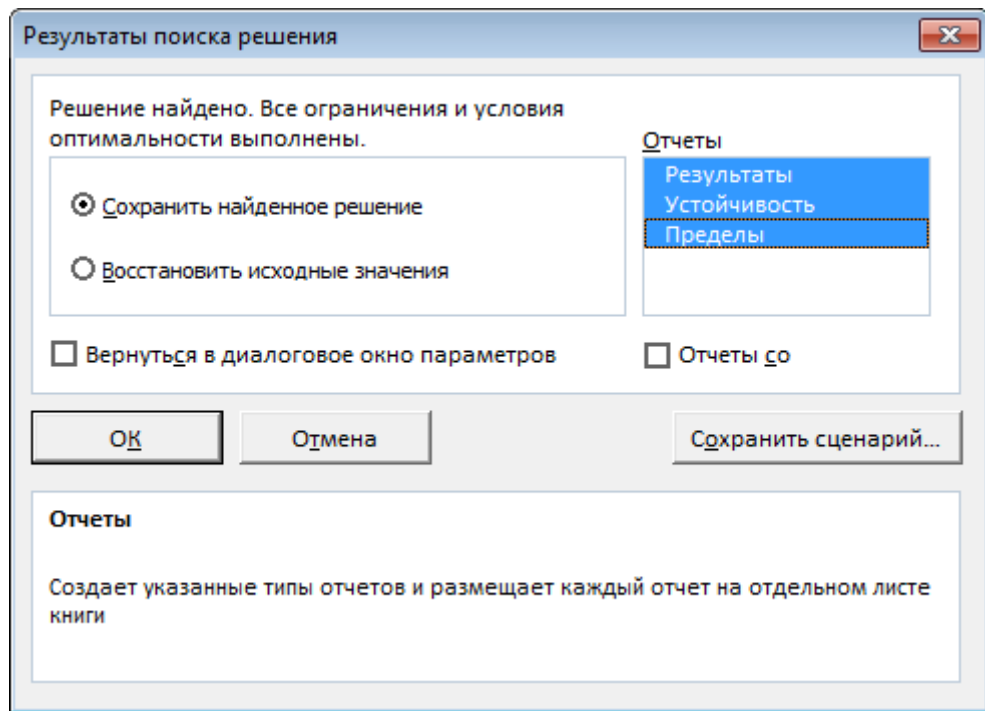 Результаты поиска решения
Решение найдено. Все ограничения и условия
оптимальности выполнены.
Отчеты
Сохранить найденное решение
Восстановить исходные значения
Результаты
Устойчивость
Пределы
Вернуться в диалоговое окно параметров
Отчеты со
ОК
Отмена
Сохранить сценарий...
Отчеты
Создает указанные типы отчетов и размещает каждый отчет на отдельном листе
книги